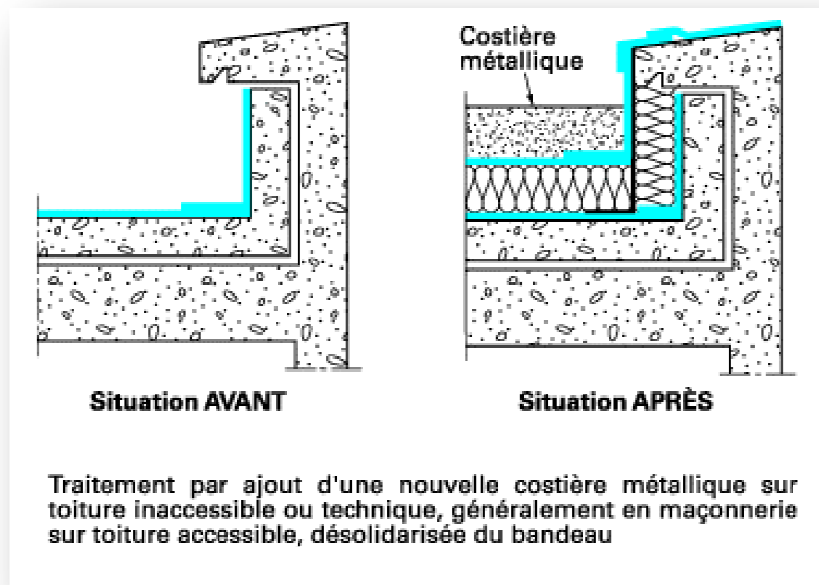 Costière
métallique
Situation AVANT
Situation APRÈS
Traitement par ajout d'une nouvelle costière métallique sur
toiture inaccessible ou technique, généralement en maçonnerie
sur toiture accessible, désolidarisée du bandeau